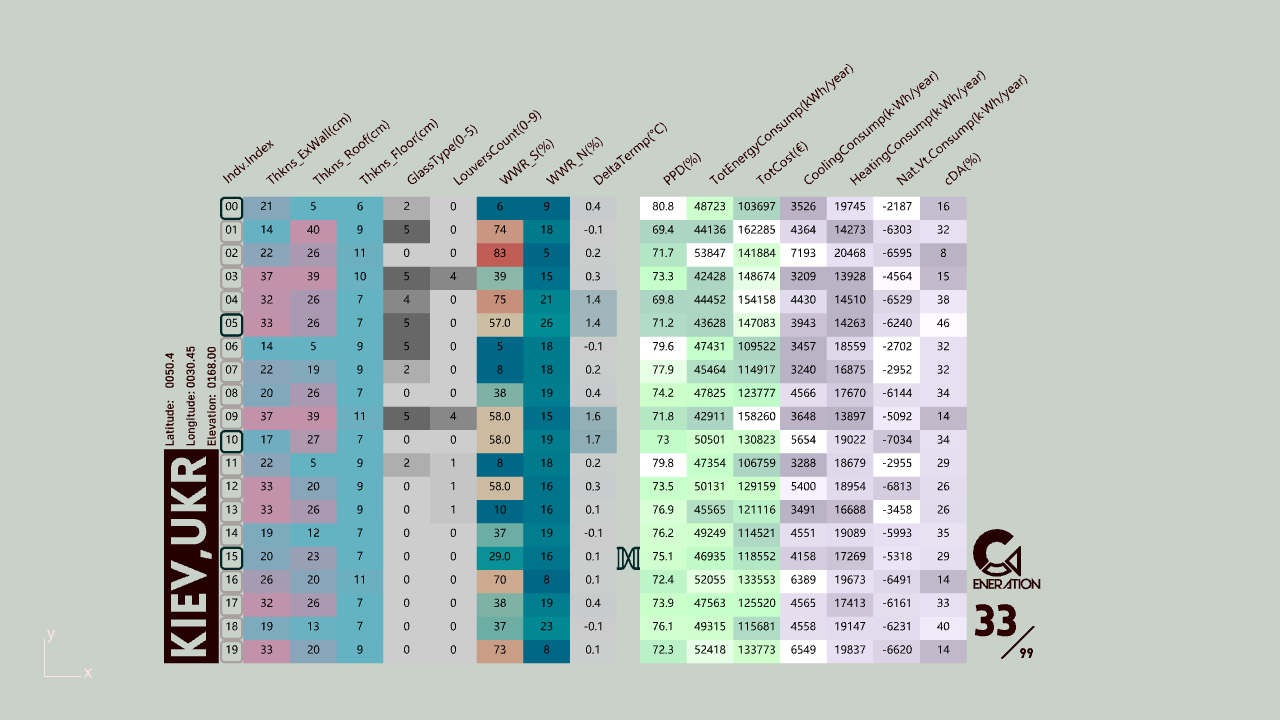 Indv.Index Thkns_ExWall(cm) Thkns_Roof(cm) Thkns_Floor(cm) GlassType(0-5) LouversCount(0-9) WWR_S(%) WWR_N(%) DeltaTermp(°C) PPD(%) TotEnergyConsump(kWh/year) TotCost(€) CoolingConsump(k·Wh/year) HeatingConsump(k·Wh/year) Nat.Vt.Consump(k·Wh/year) cDA(%)
00 21 5 6 2 0 6 9 0.4 80.8 48723 103697 3526 19745 -2187 16
01 14 40 9 5 0 74 18 -0.1 69.4 44136 162285 4364 14273 -6303 32
02 22 26 11 0 0 83 5 0.2 71.7 53847 141884 7193 20468 -6595 8
03 37 39 10 5 4 39 15 0.3 73.3 42428 148674 3209 13928 -4564 15
04 32 26 7 4 0 75 21 1.4 69.8 44452 154158 4430 14510 -6529 38
05 33 26 7 5 0 57.0 26 1.4 71.2 43628 147083 3943 14263 -6240 46
06 14 5 9 5 0 5 18 -0.1 79.6 47431 109522 3457 18559 -2702 32
07 22 19 9 2 0 8 18 0.2 77.9 45464 114917 3240 16875 -2952 32
08 20 26 7 0 0 38 19 0.4 74.2 47825 123777 4566 17670 -6144 34
09 37 39 11 5 4 58.0 15 1.6 71.8 42911 158260 3648 13897 -5092 14
10 17 27 7 0 0 58.0 19 1.7 73 50501 130823 5654 19022 -7034 34
11 22 5 9 2 1 8 18 0.2 79.8 47354 106759 3288 18679 -2955 29
12 33 20 9 0 1 58.0 16 0.3 73.5 50131 129159 5400 18954 -6813 26
13 33 26 9 0 1 10 16 0.1 76.9 45565 121116 3491 16688 -3458 26
14 19 12 7 0 0 37 19 -0.1 76.2 49249 114521 4551 19089 -5993 35
15 20 23 7 0 0 29.0 16 0.1 75.1 46935 118552 4158 17269 -5318 29
16 26 20 11 0 0 70 8 0.1 72.4 52055 133553 6389 19673 -6491 14
17 32 26 7 0 0 38 19 0.4 73.9 47563 125520 4565 17413 -6161 33
18 19 13 7 0 0 37 23 -0.1 76.1 49315 115681 4558 19147 -6231 40
19 33 20 9 0 0 73 8 0.1 72.3 52418 133773 6549 19837 -6620 14
Latitude: 0050.4
Longitude: 0030.45
Elevation: 0168.00
KIEV,UKR
GENERATION
33/99
y
x